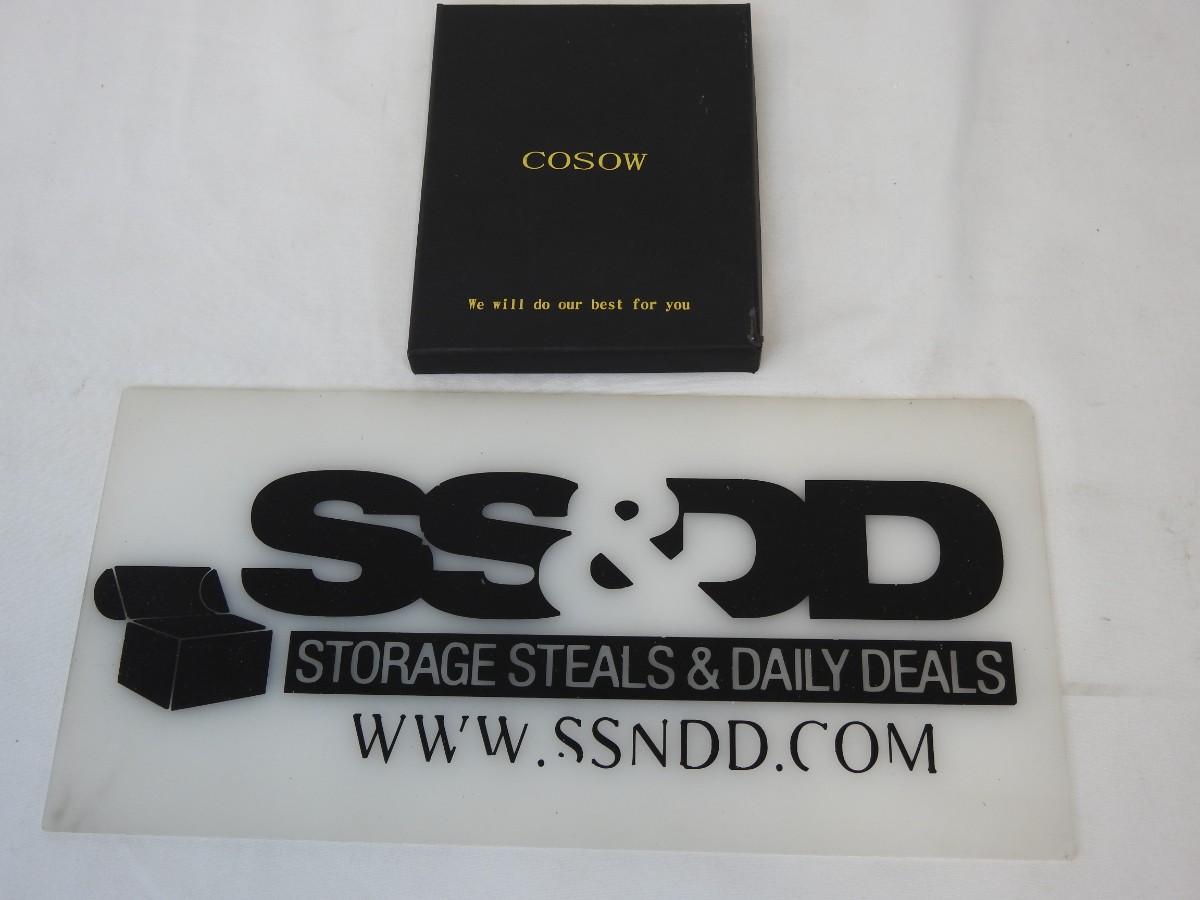 COSOW
We will do our best for you
SS&DD
STORAGE STEALS & DAILY DEALS
WWW.SSNDD.COM